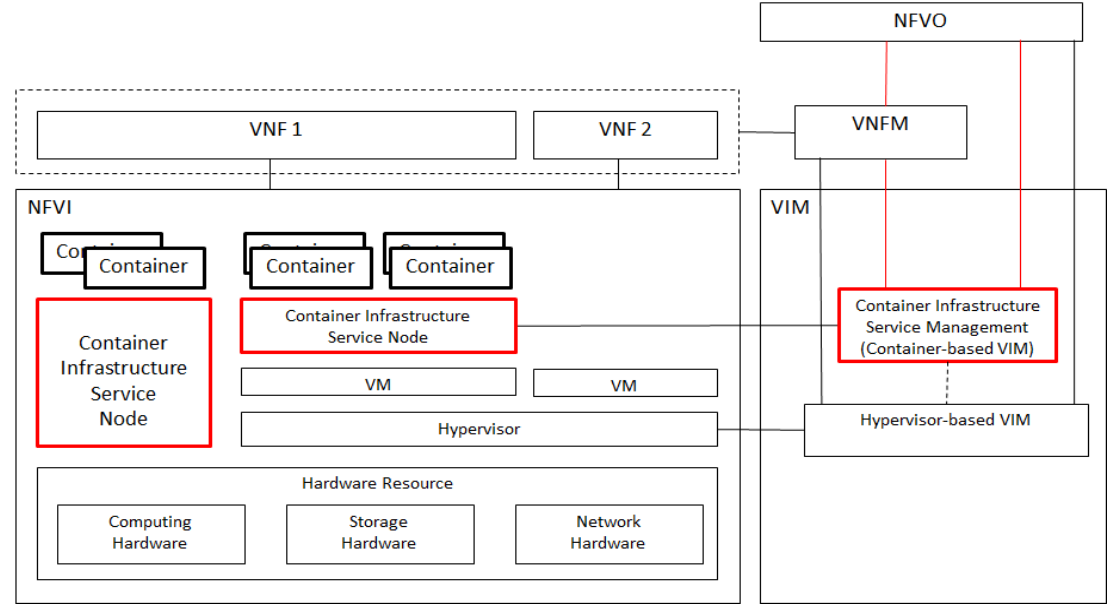 NFVO
VNF 1
VNF 2
VNFM
NFVI
VIM
Container
Container
Container
Container
Infrastructure
Service
Node
Container Infrastructure
Service Node
Container Infrastructure
Service Management
(Container-based VIM)
VM
VM
Hypervisor
Hypervisor-based VIM
Hardware Resource
Computing
Hardware
Storage
Hardware
Network
Hardware